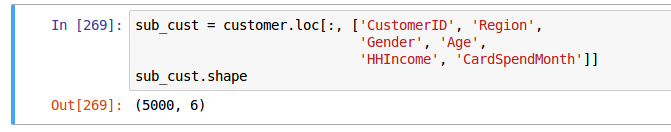 In [269]: sub_cust = customer.loc[:, ['CustomerID', 'Region',
'Gender', 'Age',
'HHIncome', 'CardSpendMonth']]
sub_cust.shape
Out[269]: (5000, 6)